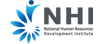 NHI
National Human Resources
Development Institute